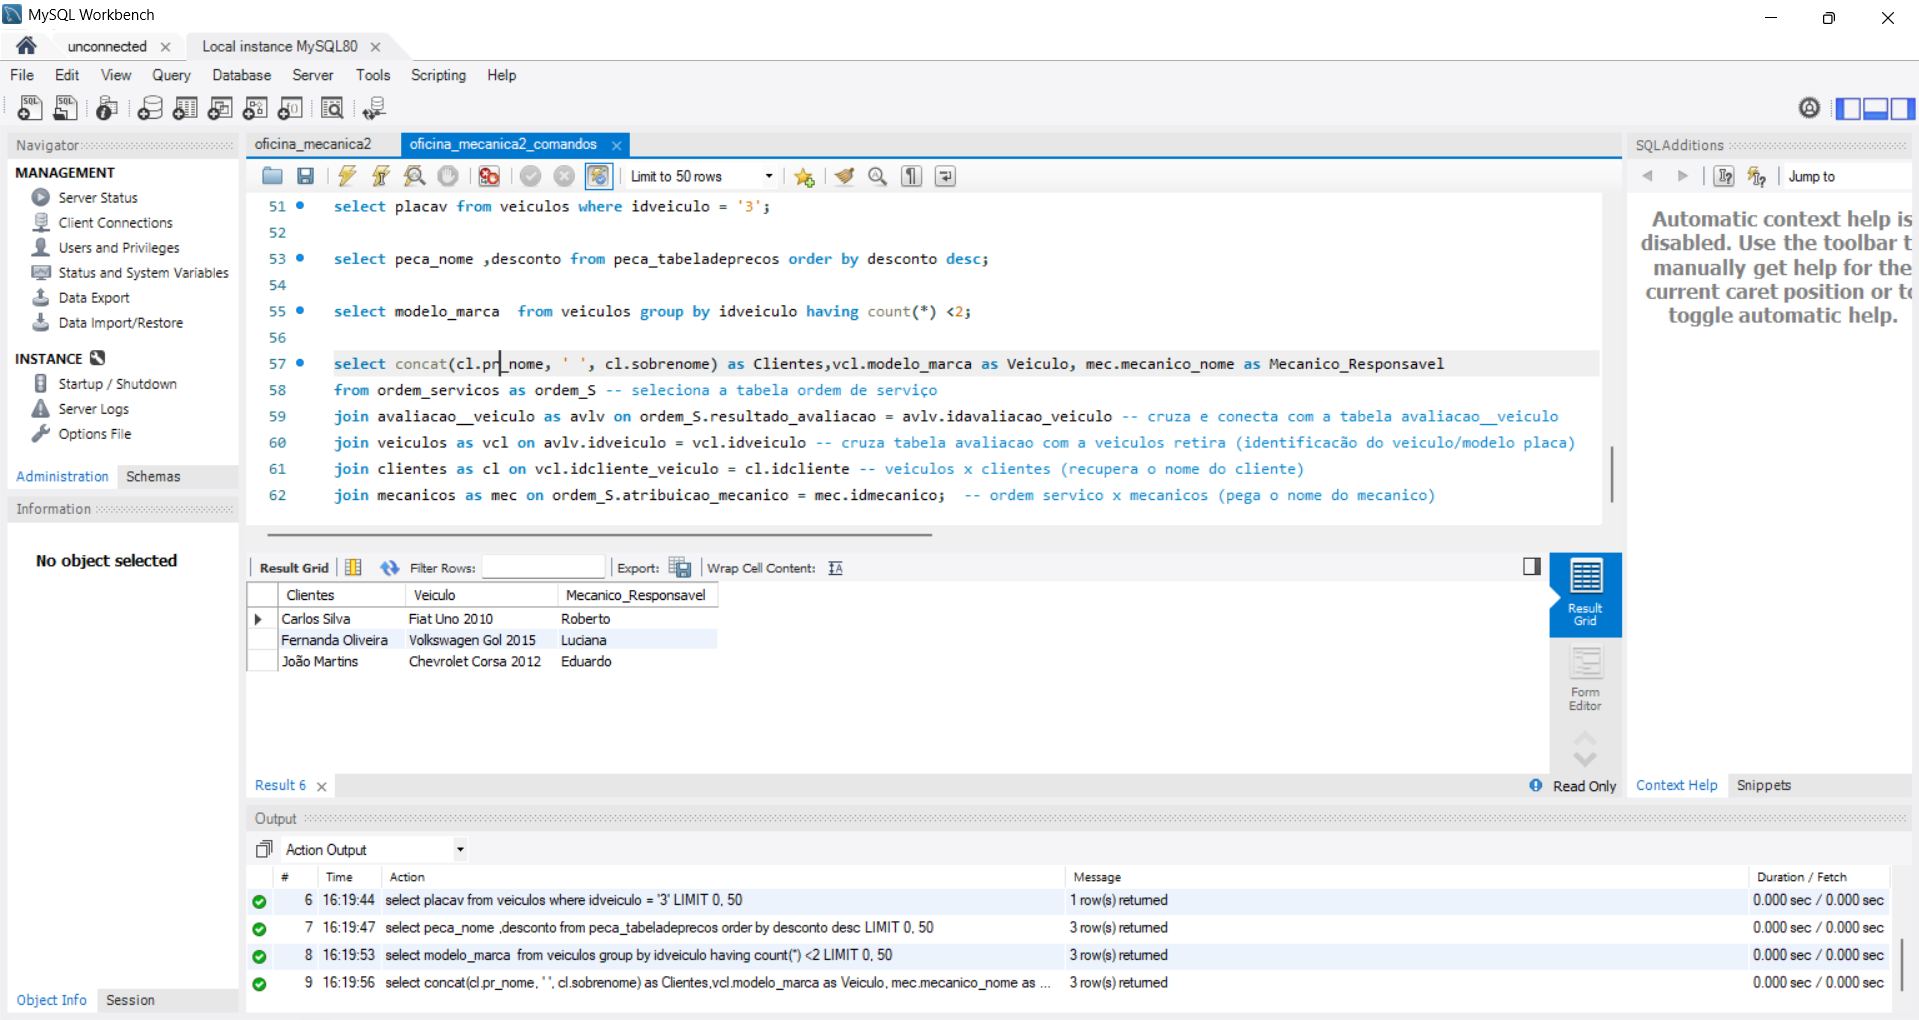 MySQL Workbench
unconnected
Local instance MySQL80
File Edit View Query Database Server Tools Scripting Help
Navigator
MANAGEMENT
Server Status
Client Connections
Users and Privileges
Status and System Variables
Data Export
Data Import/Restore
INSTANCE
Startup / Shutdown
Server Logs
Options File
Administration Schemas
Information
No object selected
Object Info Session
oficina_mecanica2 oficina_mecanica2_comandos
Limit to 50 rows
51 select placav from veiculos where idveiculo = '3';
52
53 select peca_nome ,desconto from peca_tabeladeprecos order by desconto desc;
54
55 select modelo_marca  from veiculos group by idveiculo having count(*) <2;
56
57 select concat(cl.pr_nome, ' ', cl.sobrenome) as Clientes,vcl.modelo_marca as Veiculo, mec.mecanico_nome as Mecanico_Responsavel
58 from ordem_servicos as ordem_S -- seleciona a tabela ordem de serviço
59 join avaliacao__veiculo as avlv on ordem_S.resultado_avaliacao = avlv.idavaliacao_veiculo -- cruza e conecta com a tabela avaliacao__veiculo
60 join veiculos as vcl on avlv.idveiculo = vcl.idveiculo -- cruza tabela avaliacao com a veiculos retira (identificacão do veiculo/modelo placa)
61 join clientes as cl on vcl.idcliente_veiculo = cl.idcliente -- veiculos x clientes (recupera o nome do cliente)
62 join mecanicos as mec on ordem_S.atribuicao_mecanico = mec.idmecanico;  -- ordem servico x mecanicos (pega o nome do mecanico)
Result Grid Filter Rows: Export: Wrap Cell Content:
Clientes Veiculo Mecanico_Responsavel
Carlos Silva Fiat Uno 2010 Roberto
Fernanda Oliveira Volkswagen Gol 2015 Luciana
João Martins Chevrolet Corsa 2012 Eduardo
Result
Grid
Form
Editor
Result 6
Read Only
SQLAdditions
Jump to
Automatic context help is
disabled. Use the toolbar t
manually get help for the
current caret position or to
toggle automatic help.
Context Help Snippets
Output
Action Output
# Time Action Message Duration / Fetch
6 16:19:44 select placav from veiculos where idveiculo = '3' LIMIT 0, 50 1 row(s) returned 0.000 sec / 0.000 sec
7 16:19:47 select peca_nome ,desconto from peca_tabeladeprecos order by desconto desc LIMIT 0, 50 3 row(s) returned 0.000 sec / 0.000 sec
8 16:19:53 select modelo_marca  from veiculos group by idveiculo having count(*) <2 LIMIT 0, 50 3 row(s) returned 0.000 sec / 0.000 sec
9 16:19:56 select concat(cl.pr_nome, ' ', cl.sobrenome) as Clientes,vcl.modelo_marca as Veiculo, mec.mecanico_nome as ... 3 row(s) returned 0.000 sec / 0.000 sec